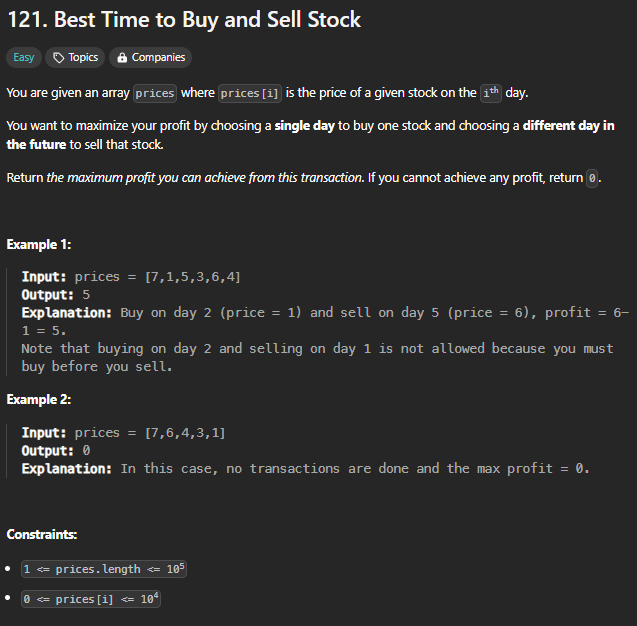 121. Best Time to Buy and Sell Stock
Easy Topics Companies
You are given an array prices where prices[i] is the price of a given stock on the ith day.
You want to maximize your profit by choosing a single day to buy one stock and choosing a different day in
the future to sell that stock.
Return the maximum profit you can achieve from this transaction. If you cannot achieve any profit, return 0.
Example 1:
Input: prices = [7,1,5,3,6,4]
Output: 5
Explanation: Buy on day 2 (price = 1) and sell on day 5 (price = 6), profit = 6-
1 = 5.
Note that buying on day 2 and selling on day 1 is not allowed because you must
buy before you sell.
Example 2:
Input: prices = [7,6,4,3,1]
Output: 0
Explanation: In this case, no transactions are done and the max profit = 0.
Constraints:
• 1 <= prices.length <= 10⁵
• 0 <= prices[i] <= 10⁴